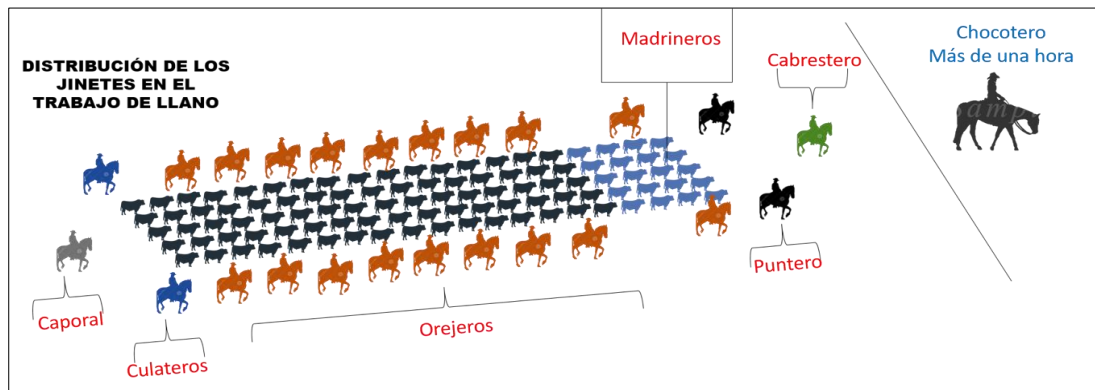 DISTRIBUCIÓN DE LOS
JINETES EN EL
TRABAJO DE LLANO
Madrineros
Cabrestero
Chocotero
Más de una hora
Puntero
Caporal
Culateros
Orejeros